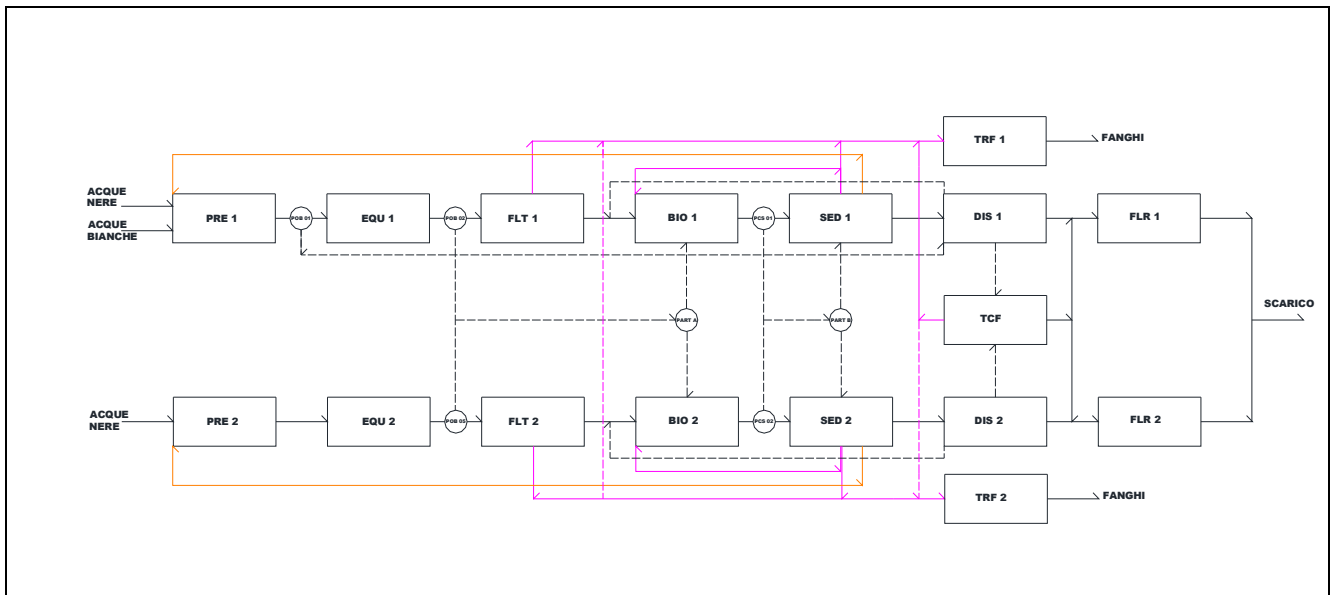 TRF 1
FANGHI
ACQUE
NERE
ACQUE
BIANCHE
PRE 1
POB 01
EQU 1
POB 02
FLT 1
BIO 1
PCS 01
SED 1
DIS 1
FLR 1
PART A
PART B
TCF
SCARICO
ACQUE
NERE
PRE 2
EQU 2
POB 05
FLT 2
BIO 2
PCS 02
SED 2
DIS 2
FLR 2
TRF 2
FANGHI